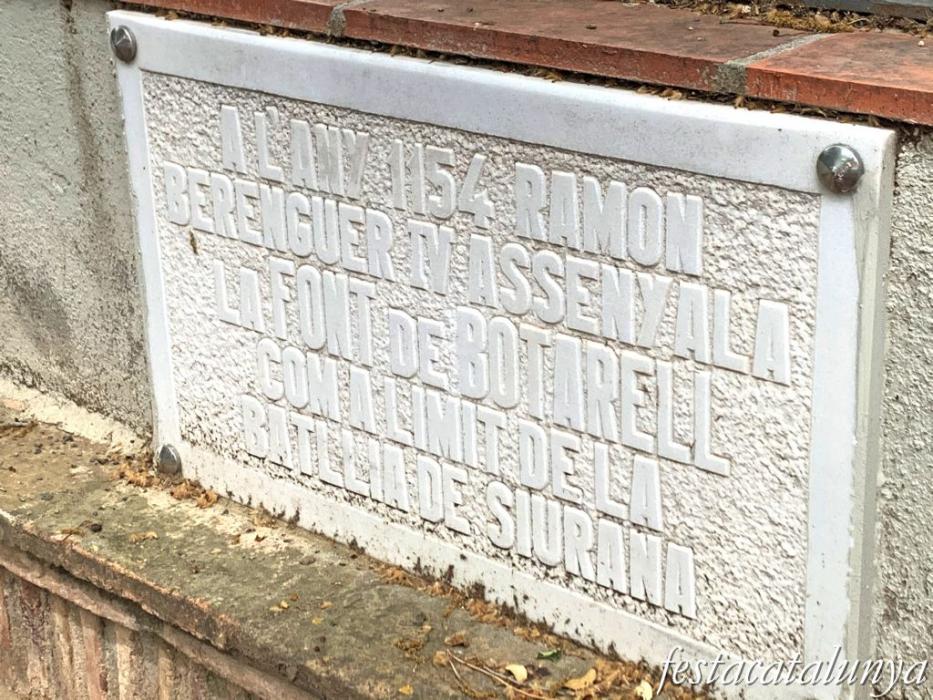 A L'ANY 1154 RAMON
BERENGUER IV ASSENYALA
LA FONT DE BOTARELL
COM A LIMIT DE LA
BATLLIA DE SIURANA
festacatalunya